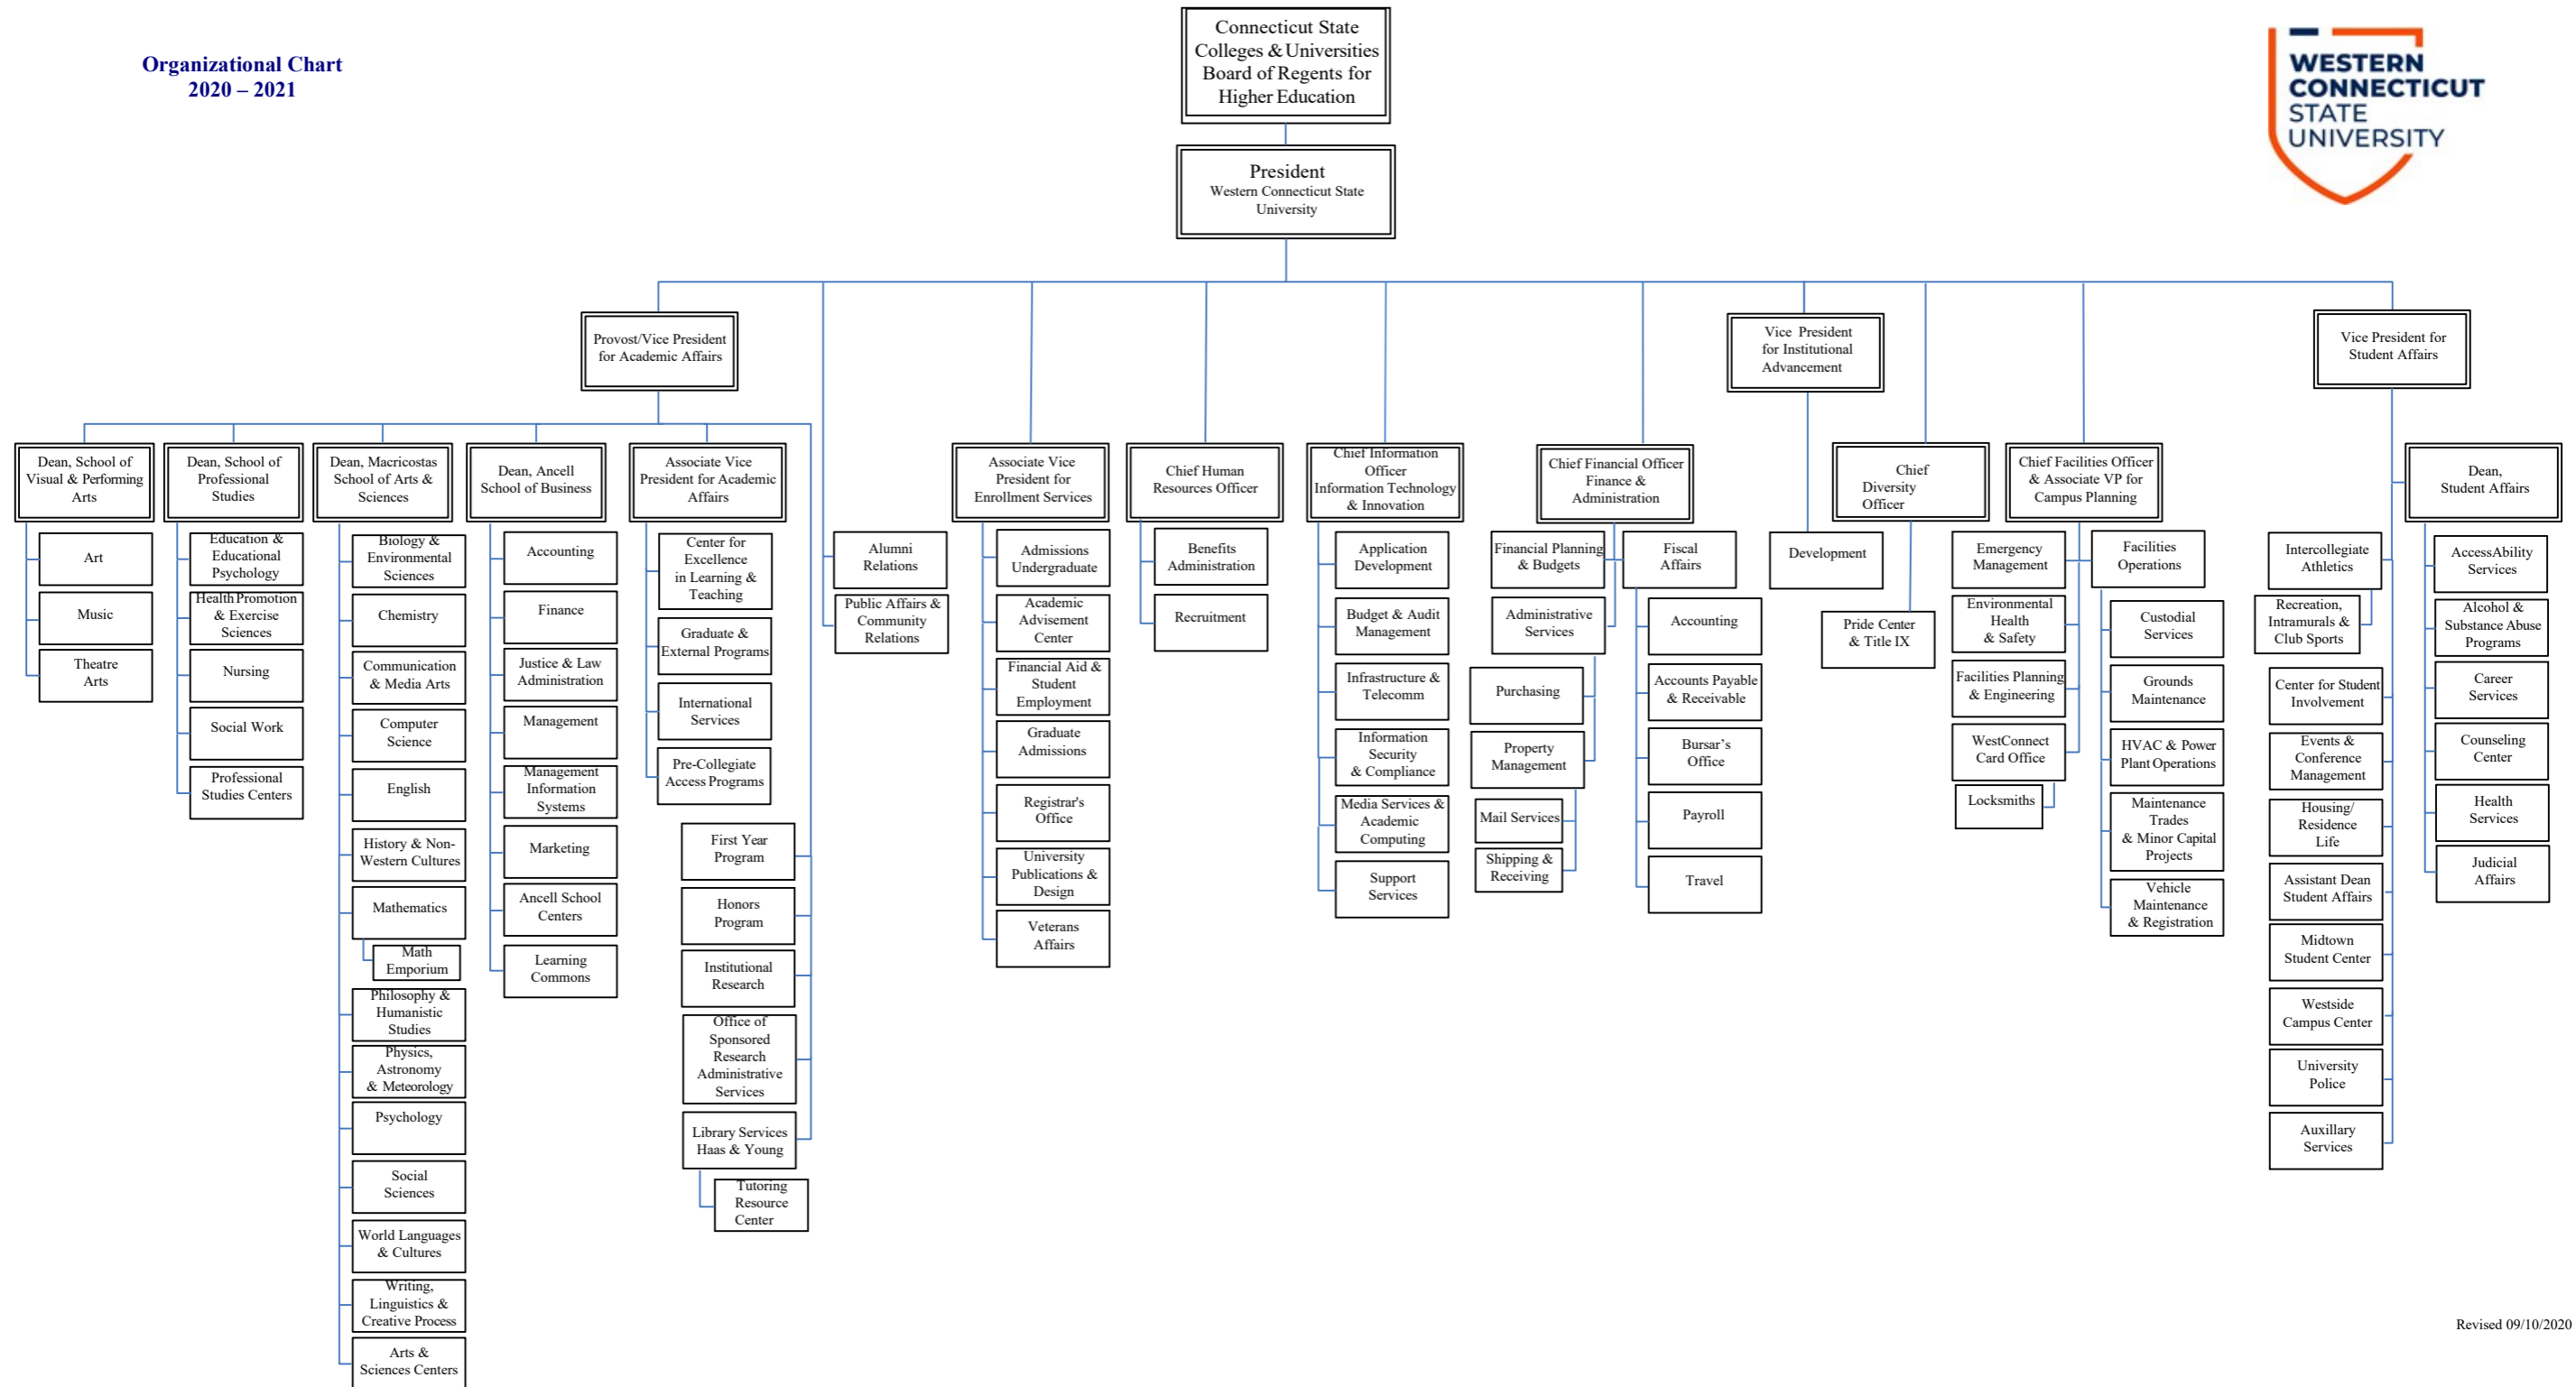 Organizational Chart
2020 – 2021
Connecticut State
Colleges & Universities
Board of Regents for
Higher Education
WESTERN
CONNECTICUT
STATE
UNIVERSITY
President
Western Connecticut State
University
Provost/Vice President
for Academic Affairs
Vice President
for Institutional
Advancement
Vice President for
Student Affairs
Dean, School of
Visual & Performing
Arts
Dean, School of
Professional
Studies
Dean, Macricostas
School of Arts &
Sciences
Dean, Ancell
School of Business
Associate Vice
President for Academic
Affairs
Associate Vice
President for
Enrollment Services
Chief Human
Resources Officer
Chief Information
Officer
Information Technology
& Innovation
Chief Financial Officer
Finance &
Administration
Chief
Diversity
Officer
Chief Facilities Officer
& Associate VP for
Campus Planning
Dean,
Student Affairs
Art
Music
Theatre
Arts
Education &
Educational
Psychology
Health Promotion
& Exercise
Sciences
Nursing
Social Work
Professional
Studies Centers
Biology &
Environmental
Sciences
Chemistry
Communication
& Media Arts
Computer
Science
English
History & Non-
Western Cultures
Mathematics
Math
Emporium
Philosophy &
Humanistic
Studies
Physics,
Astronomy
& Meteorology
Psychology
Social
Sciences
World Languages
& Cultures
Writing,
Linguistics &
Creative Process
Arts &
Sciences Centers
Accounting
Finance
Justice & Law
Administration
Management
Management
Information
Systems
Marketing
Ancell School
Centers
Learning
Commons
Center for
Excellence
in Learning &
Teaching
Graduate &
External Programs
International
Services
Pre-Collegiate
Access Programs
First Year
Program
Honors
Program
Institutional
Research
Office of
Sponsored
Research
Administrative
Services
Library Services
Haas & Young
Tutoring
Resource
Center
Alumni
Relations
Public Affairs &
Community
Relations
Admissions
Undergraduate
Academic
Advisement
Center
Financial Aid &
Student
Employment
Graduate
Admissions
Registrar's
Office
University
Publications &
Design
Veterans
Affairs
Benefits
Administration
Recruitment
Application
Development
Budget & Audit
Management
Infrastructure &
Telecomm
Information
Security
& Compliance
Media Services &
Academic
Computing
Support
Services
Financial Planning
& Budgets
Administrative
Services
Purchasing
Property
Management
Mail Services
Shipping &
Receiving
Fiscal
Affairs
Accounting
Accounts Payable
& Receivable
Bursar’s
Office
Payroll
Travel
Development
Pride Center
& Title IX
Emergency
Management
Environmental
Health
& Safety
Facilities Planning
& Engineering
WestConnect
Card Office
Locksmiths
Facilities
Operations
Custodial
Services
Grounds
Maintenance
HVAC & Power
Plant Operations
Maintenance
Trades
& Minor Capital
Projects
Vehicle
Maintenance
& Registration
Intercollegiate
Athletics
Recreation,
Intramurals &
Club Sports
Center for Student
Involvement
Events &
Conference
Management
Housing/
Residence
Life
Assistant Dean
Student Affairs
Midtown
Student Center
Westside
Campus Center
University
Police
Auxillary
Services
AccessAbility
Services
Alcohol &
Substance Abuse
Programs
Career
Services
Counseling
Center
Health
Services
Judicial
Affairs
Revised 09/10/2020